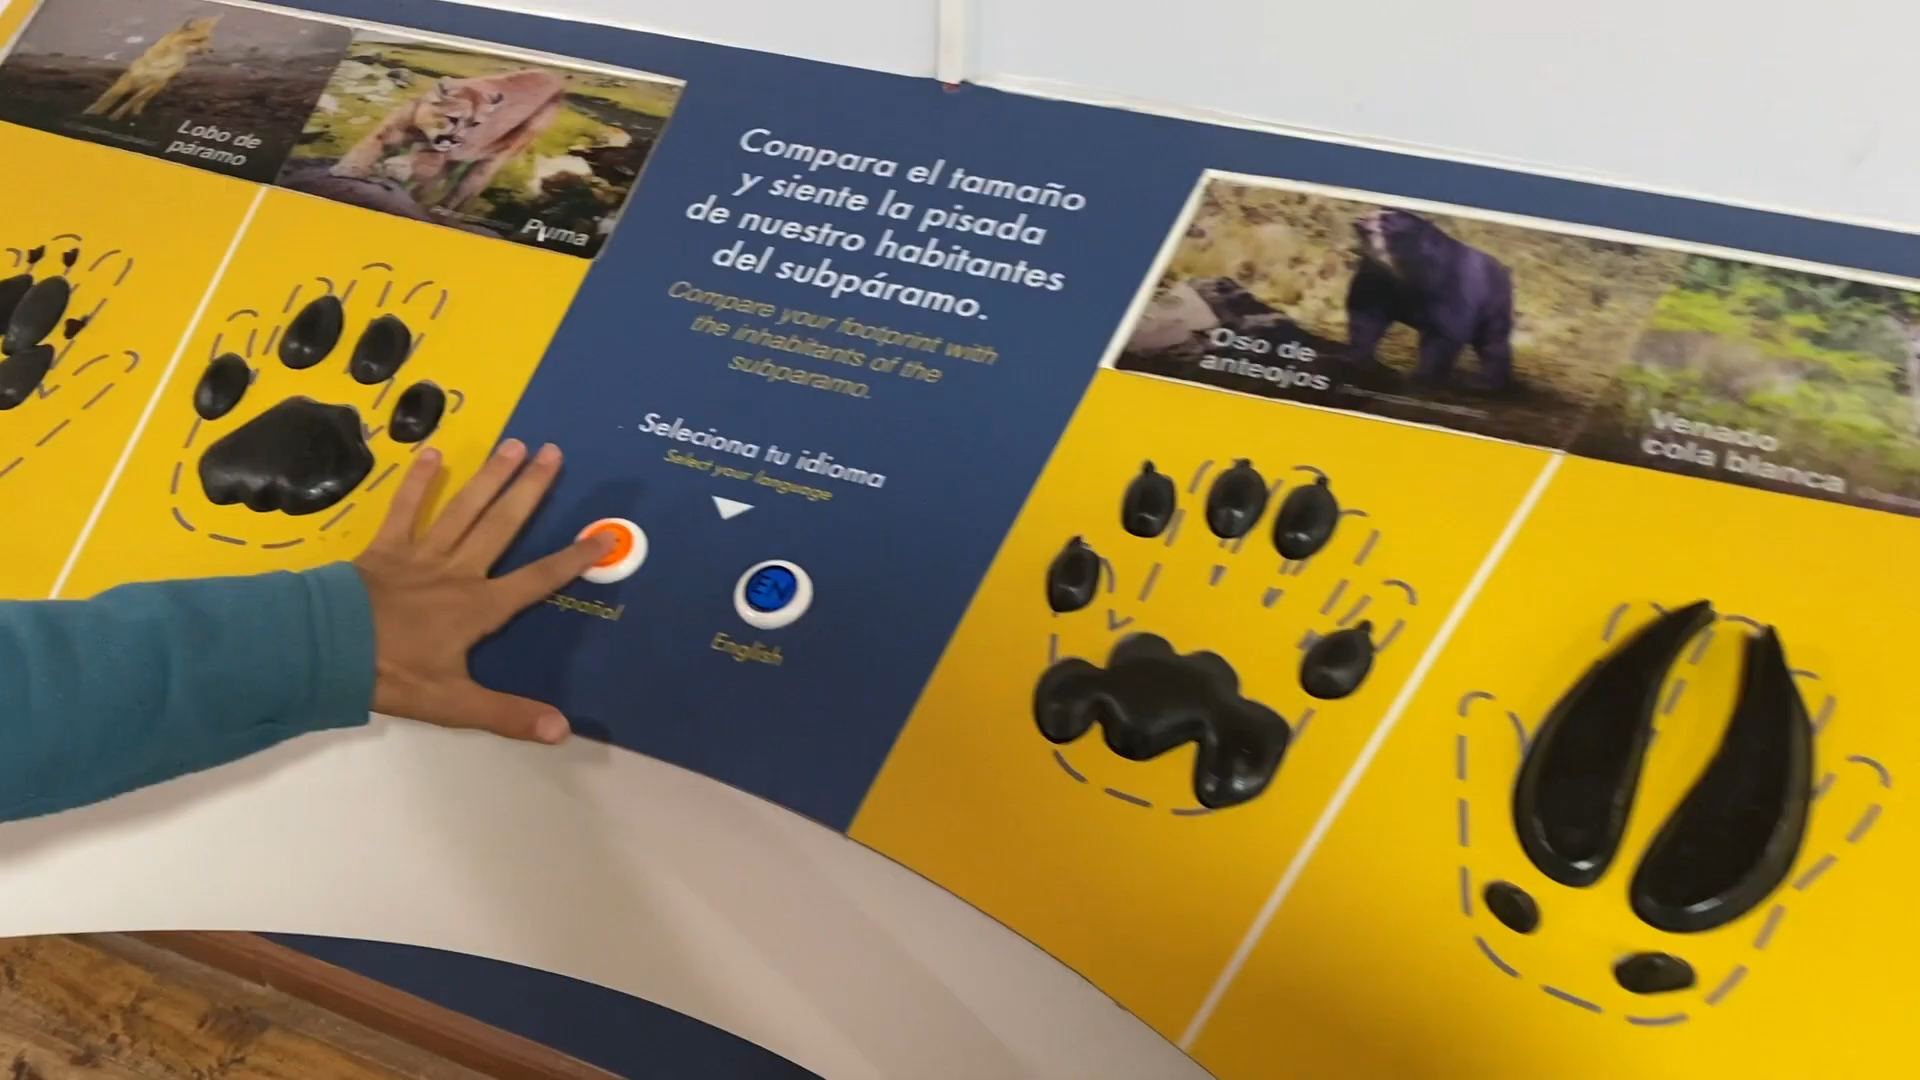 Lobo de
páramo
Puma
Compara el tamaño
y siente la pisada
de nuestro habitantes
del subpáramo.
Compare your footprint with
the inhabitants of the
subparamo.
Seleciona tu idioma
Select your language
Español
EN
English
Oso de
anteojos
Venado
cola blanca